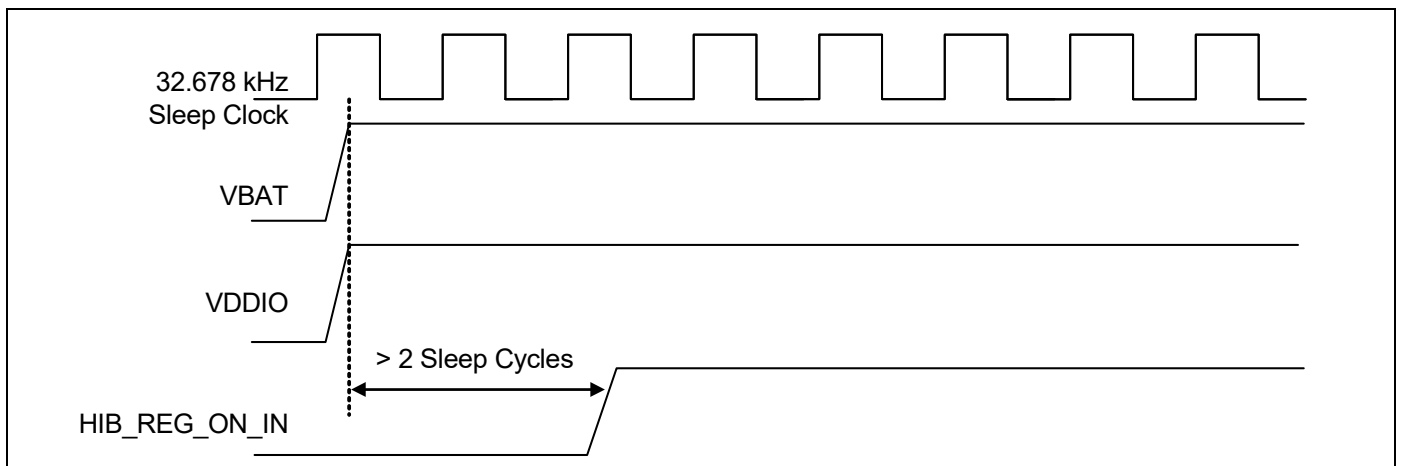 32.678 kHz
Sleep Clock
VBAT
VDDIO
> 2 Sleep Cycles
HIB_REG_ON_IN